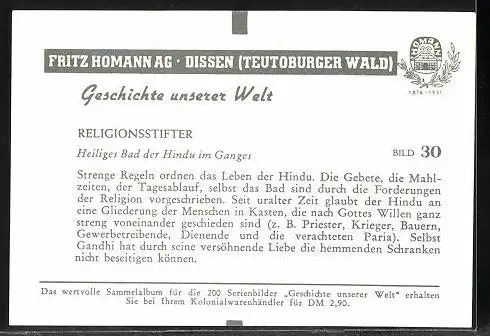 FRITZ HOMANN AG · DISSEN (TEUTOBURGER WALD)
HOMANN
1876 - 1951
Geschichte unserer Welt
RELIGIONSSTIFTER
Heiliges Bad der Hindu im Ganges
BILD 30
Strenge Regeln ordnen das Leben der Hindu. Die Gebete, die Mahl-
zeiten, der Tagesablauf, selbst das Bad sind durch die Forderungen
der Religion vorgeschrieben. Seit uralter Zeit glaubt der Hindu an
eine Gliederung der Menschen in Kasten, die nach Gottes Willen ganz
streng voneinander geschieden sind (z. B. Priester, Krieger, Bauern,
Gewerbetreibende, Dienende und die verachteten Paria). Selbst
Gandhi hat durch seine versöhnende Liebe die hemmenden Schranken
nicht beseitigen können.
Das wertvolle Sammelalbum für die 200 Serienbilder „Geschichte unserer Welt" erhalten
Sie bei Ihrem Kolonialwarenhändler für DM 2,90.